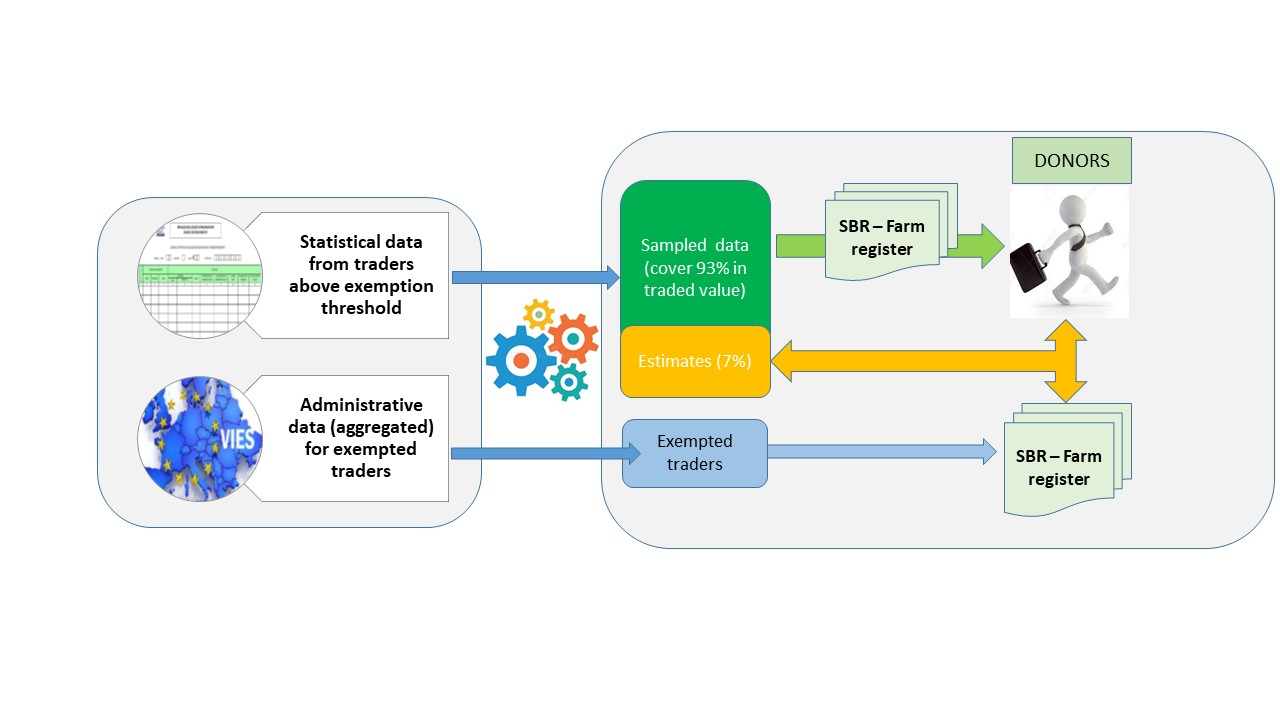 DONORS
Statistical data
from traders
above exemption
threshold
Sampled data
(cover 93% in
traded value)
SBR – Farm
register
Estimates (7%)
Administrative
data (aggregated)
for exempted
traders
VIES
Exempted
traders
SBR – Farm
register